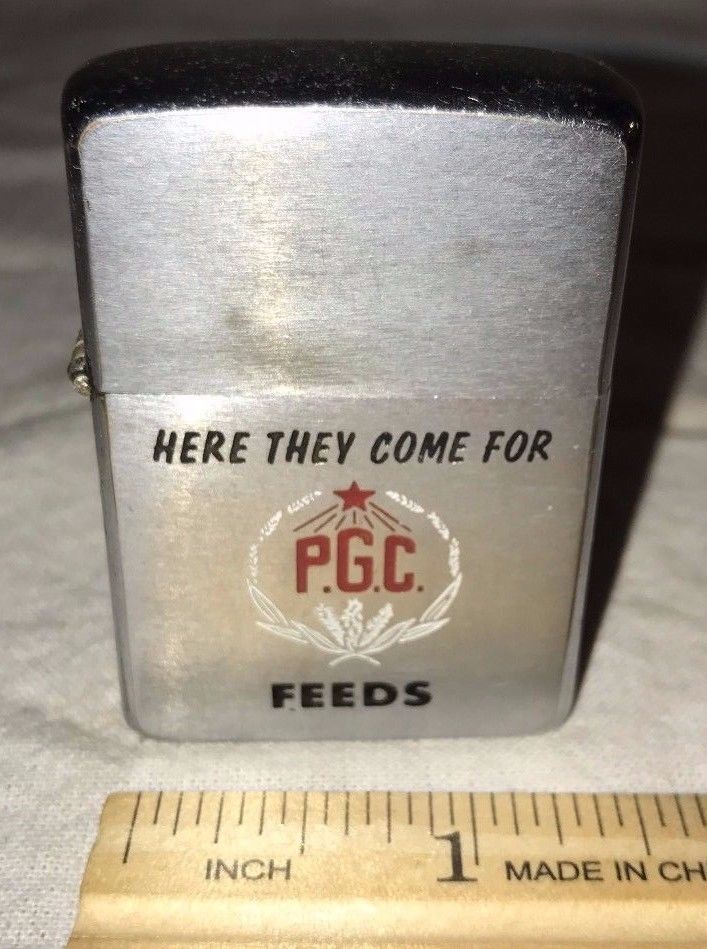 HERE THEY COME FOR
P.G.C.
FEEDS
INCH 1 MADE IN CH